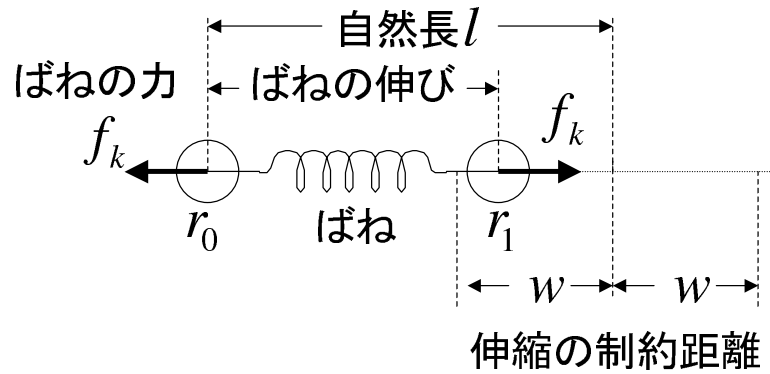 自然長l
ばねの力
ばねの伸び
f_k
f_k
r_0
ばね
r_1
w
w
伸縮の制約距離